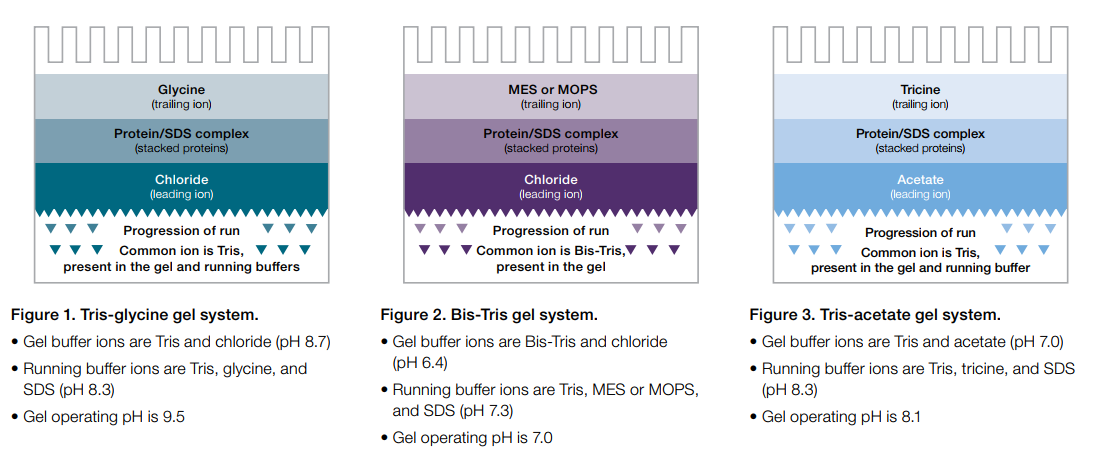 Glycine
(trailing ion)
Protein/SDS complex
(stacked proteins)
Chloride
(leading ion)
Progression of run
Common ion is Tris,
present in the gel and running buffers
Figure 1. Tris-glycine gel system.
• Gel buffer ions are Tris and chloride (pH 8.7)
• Running buffer ions are Tris, glycine, and
SDS (pH 8.3)
• Gel operating pH is 9.5
MES or MOPS
(trailing ion)
Protein/SDS complex
(stacked proteins)
Chloride
(leading ion)
Progression of run
Common ion is Bis-Tris,
present in the gel
Figure 2. Bis-Tris gel system.
• Gel buffer ions are Bis-Tris and chloride
(pH 6.4)
• Running buffer ions are Tris, MES or MOPS,
and SDS (pH 7.3)
• Gel operating pH is 7.0
Tricine
(trailing ion)
Protein/SDS complex
(stacked proteins)
Acetate
(leading ion)
Progression of run
Common ion is Tris,
present in the gel and running buffer
Figure 3. Tris-acetate gel system.
• Gel buffer ions are Tris and acetate (pH 7.0)
• Running buffer ions are Tris, tricine, and SDS
(pH 8.3)
• Gel operating pH is 8.1